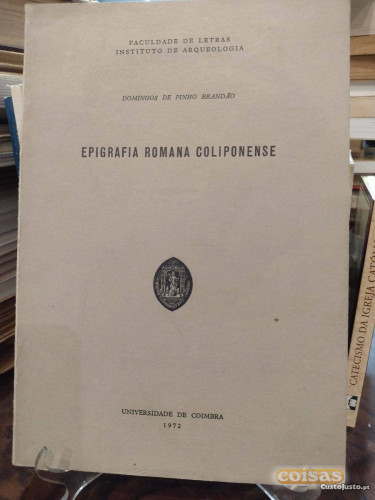 FACULDADE DE LETRAS
INSTITUTO DE ARQUEOLOGIA
DOMINGOS DE PINHO BRANDÃO
EPIGRAFIA ROMANA COLIPONENSE
UNIVERSIDADE DE COIMBRA
1972
CATECISMO DA IGREJA CATÓL
coisas
CustoJusto.pt